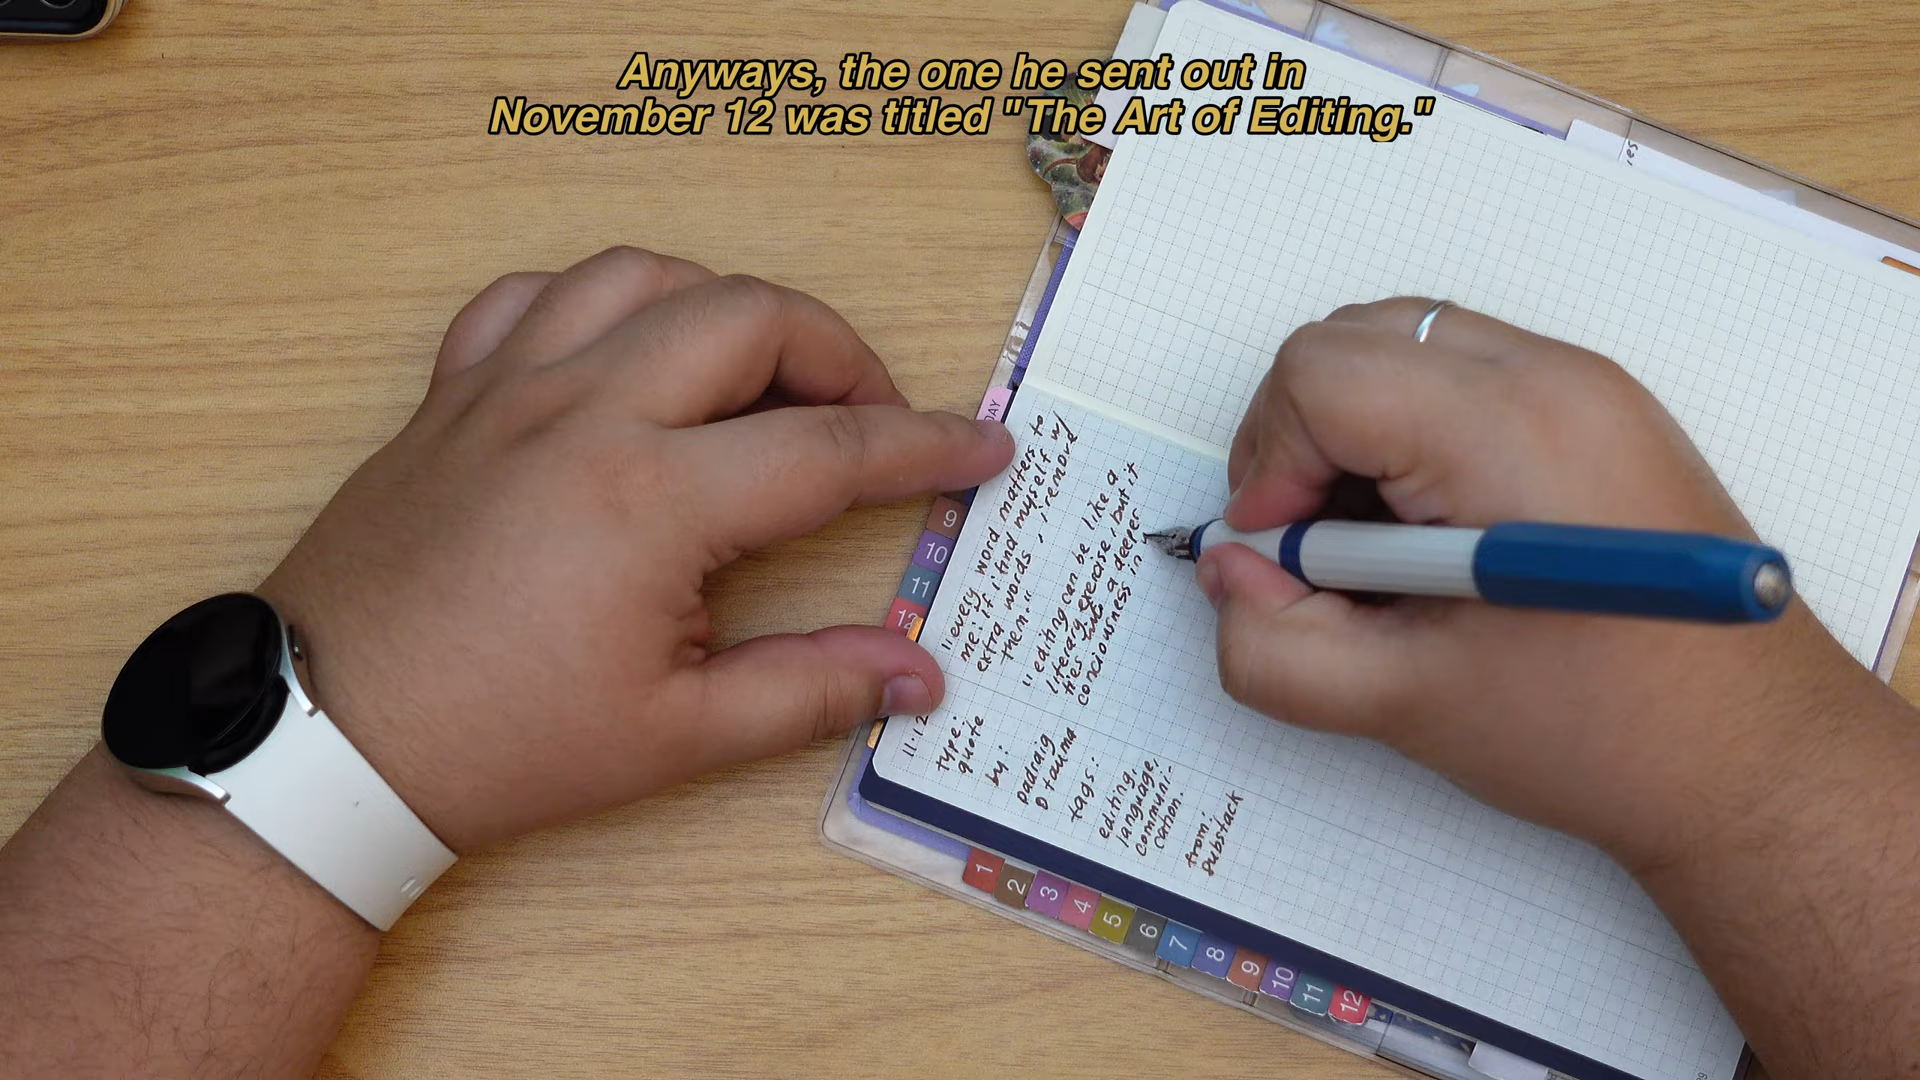 Anyways, the one he sent out in
November 12 was titled "The Art of Editing."
es
DAY
9
10
11
12
11.12
type:
quote
by:
padraig
o tauma
tags:
editing,
language,
communi-
cation.
from:
substack
"every word matters to
me: if i find myself w/
extra words, i remove
them."
"editing can be like a
literary exercise, but it
ties into a deeper
conciousness in
1
2
3
4
5
6
7
8
9
10
11
12